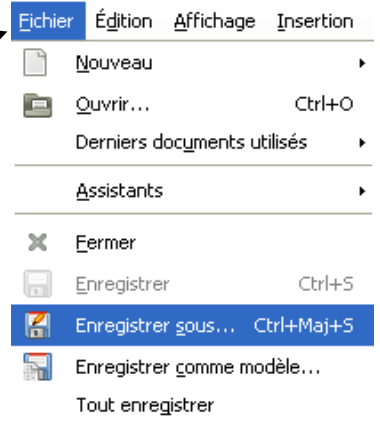 Fichier Édition Affichage Insertion
Nouveau
Ouvrir... Ctrl+O
Derniers documents utilisés
Assistants
Fermer
Enregistrer Ctrl+S
Enregistrer sous... Ctrl+Maj+S
Enregistrer comme modèle...
Tout enregistrer